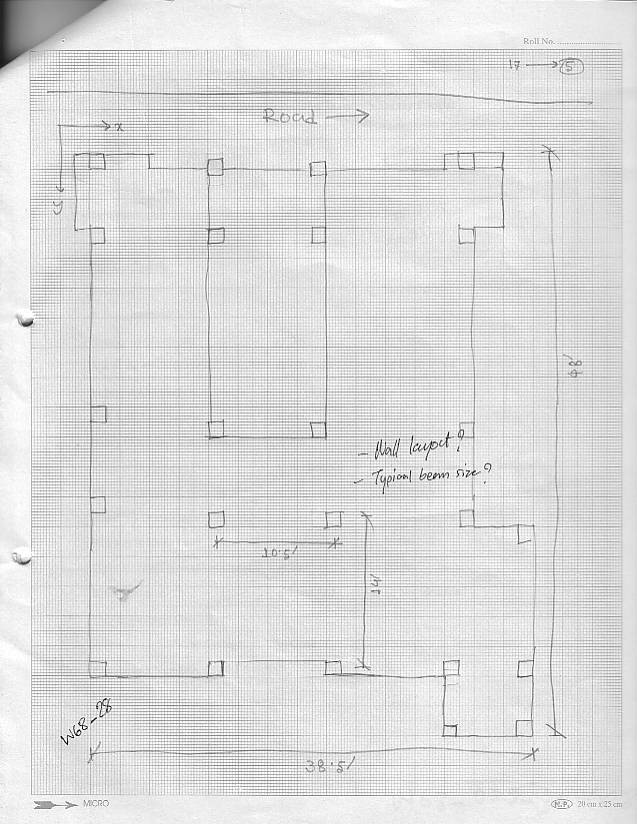 Roll No. ........................
17 → 5
Road →
x
y
48'
- Wall layout?
- Typical beam size?
10.5'
14'
W68-28
38.5'
MICRO
N.P. 20 cm x 25 cm